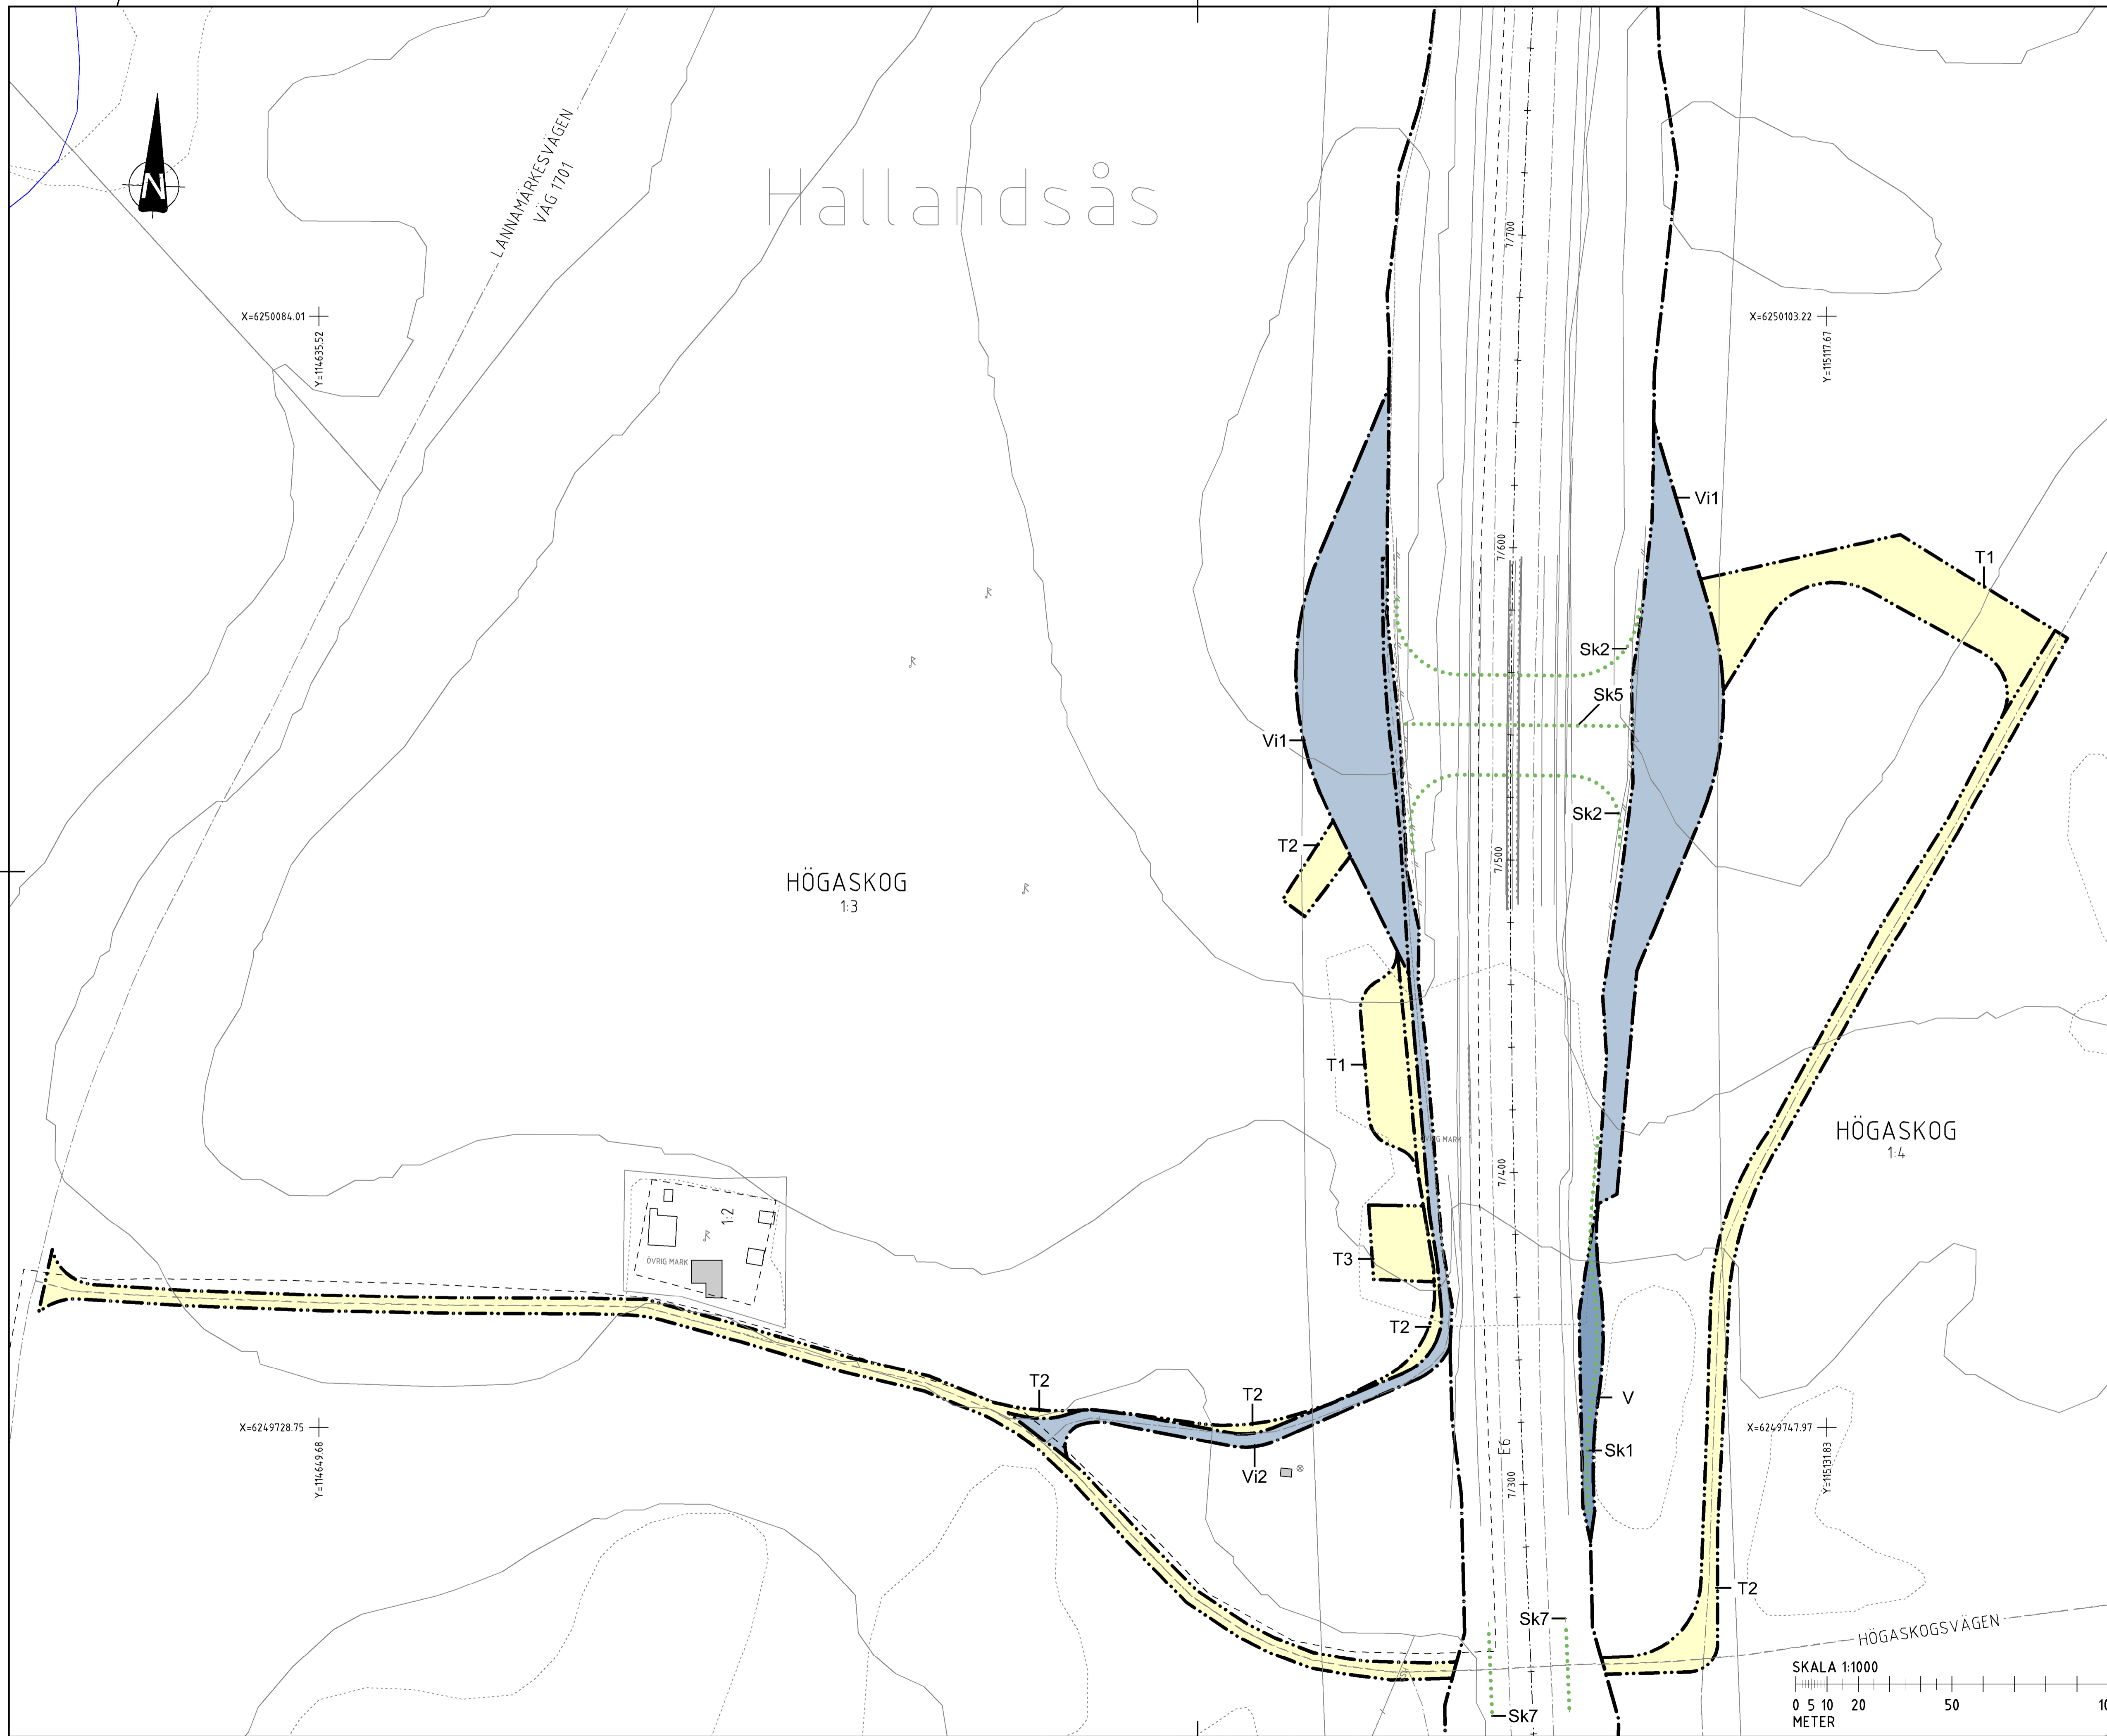 N
LANNAMÄRKESVÄGEN
VÄG 1701
Hallandsås
7/700
X=6250084.01
Y=114635.52
X=6250103.22
Y=115117.67
Vi1
7/600
T1
Sk2
Sk5
Vi1
Sk2
T2
7/500
HÖGASKOG
1:3
T1
HÖGASKOG
1:4
ÖVRIG MARK
7/400
1:2
ÖVRIG MARK
T3
T2
T2
T2
V
X=6249728.75
Y=114649.68
X=6249747.97
Y=115131.83
E6
Sk1
Vi2
7/300
T2
Sk7
HÖGASKOGSVÄGEN
SKALA 1:1000
0 5 10 20 50 10
METER
Sk7